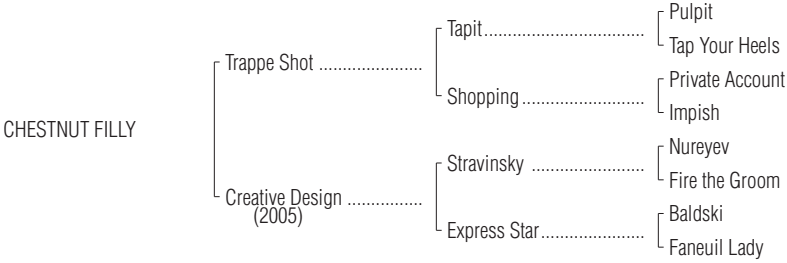 Pulpit
Tapit..................................
Tap Your Heels
Trappe Shot ......................
Private Account
Shopping..........................
Impish
CHESTNUT FILLY
Nureyev
Stravinsky ........................
Fire the Groom
Creative Design ................
(2005)
Baldski
Express Star......................
Faneuil Lady